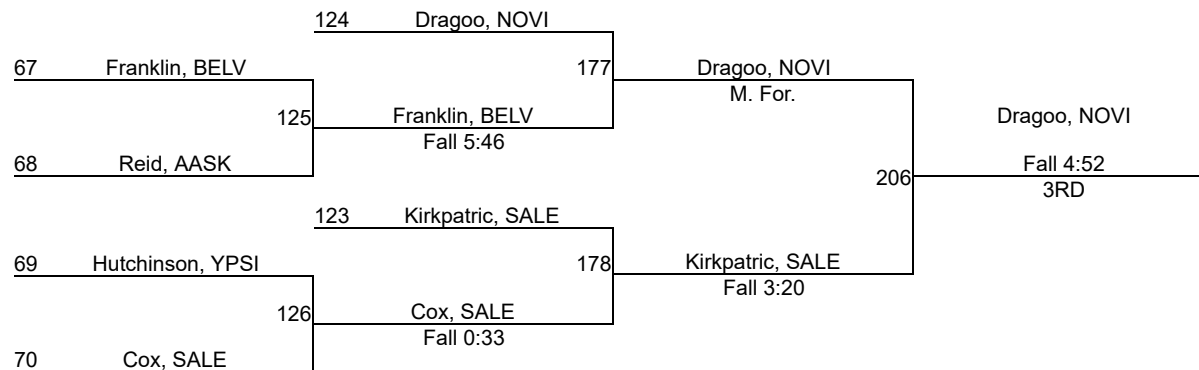 124 Dragoo, NOVI
67 Franklin, BELV
177 Dragoo, NOVI
M. For.
125 Franklin, BELV
Fall 5:46
Dragoo, NOVI
68 Reid, AASK
Fall 4:52
206
3RD
123 Kirkpatric, SALE
69 Hutchinson, YPSI
178 Kirkpatric, SALE
Fall 3:20
126 Cox, SALE
Fall 0:33
70 Cox, SALE